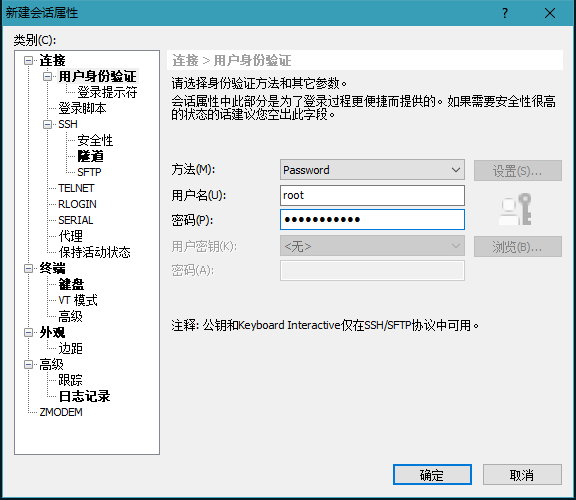 新建会话属性
?
类别(C):
连接
用户身份验证
登录提示符
登录脚本
SSH
安全性
隧道
SFTP
TELNET
RLOGIN
SERIAL
代理
保持活动状态
终端
键盘
VT 模式
高级
外观
边距
高级
跟踪
日志记录
ZMODEM
连接 > 用户身份验证
请选择身份验证方法和其它参数。
会话属性中此部分是为了登录过程更便捷而提供的。如果需要安全性很高
的状态的话建议您空出此字段。
方法(M): Password 设置(S)...
用户名(U): root
密码(P): ●●●●●●●●●●●
用户密钥(K): <无> 浏览(B)...
密码(A):
注释: 公钥和Keyboard Interactive仅在SSH/SFTP协议中可用。
确定 取消